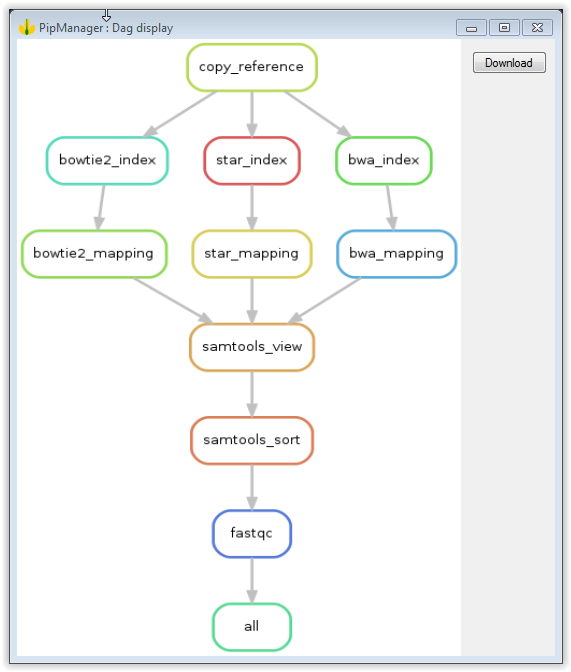 PipManager : Dag display
Download
copy_reference
bowtie2_index
star_index
bwa_index
bowtie2_mapping
star_mapping
bwa_mapping
samtools_view
samtools_sort
fastqc
all